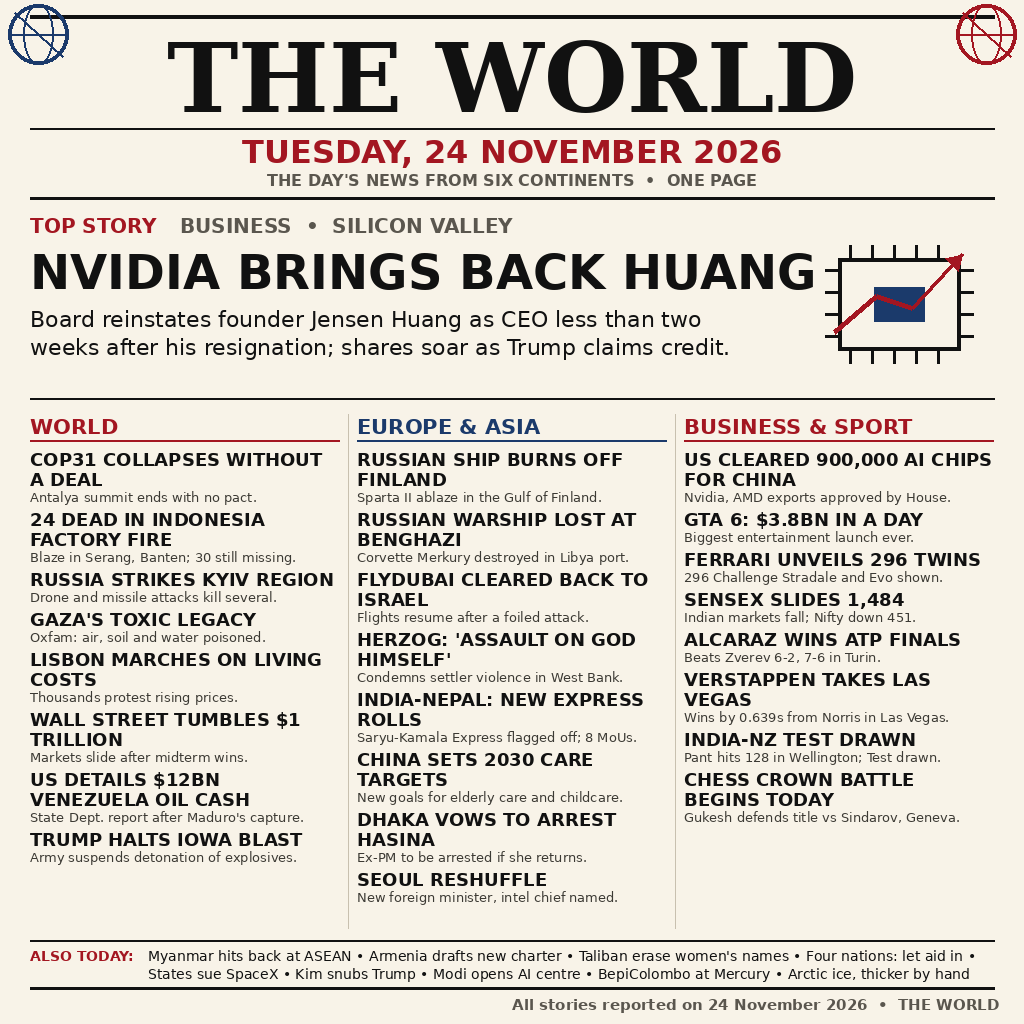 THE WORLD
TUESDAY, 24 NOVEMBER 2026
THE DAY'S NEWS FROM SIX CONTINENTS • ONE PAGE
TOP STORY BUSINESS • SILICON VALLEY
NVIDIA BRINGS BACK HUANG
Board reinstates founder Jensen Huang as CEO less than two
weeks after his resignation; shares soar as Trump claims credit.
WORLD
COP31 COLLAPSES WITHOUT
A DEAL
Antalya summit ends with no pact.
24 DEAD IN INDONESIA
FACTORY FIRE
Blaze in Serang, Banten; 30 still missing.
RUSSIA STRIKES KYIV REGION
Drone and missile attacks kill several.
GAZA'S TOXIC LEGACY
Oxfam: air, soil and water poisoned.
LISBON MARCHES ON LIVING
COSTS
Thousands protest rising prices.
WALL STREET TUMBLES $1
TRILLION
Markets slide after midterm wins.
US DETAILS $12BN
VENEZUELA OIL CASH
State Dept. report after Maduro's capture.
TRUMP HALTS IOWA BLAST
Army suspends detonation of explosives.
EUROPE & ASIA
RUSSIAN SHIP BURNS OFF
FINLAND
Sparta II ablaze in the Gulf of Finland.
RUSSIAN WARSHIP LOST AT
BENGHAZI
Corvette Merkury destroyed in Libya port.
FLYDUBAI CLEARED BACK TO
ISRAEL
Flights resume after a foiled attack.
HERZOG: 'ASSAULT ON GOD
HIMSELF'
Condemns settler violence in West Bank.
INDIA-NEPAL: NEW EXPRESS
ROLLS
Saryu-Kamala Express flagged off; 8 MoUs.
CHINA SETS 2030 CARE
TARGETS
New goals for elderly care and childcare.
DHAKA VOWS TO ARREST
HASINA
Ex-PM to be arrested if she returns.
SEOUL RESHUFFLE
New foreign minister, intel chief named.
BUSINESS & SPORT
US CLEARED 900,000 AI CHIPS
FOR CHINA
Nvidia, AMD exports approved by House.
GTA 6: $3.8BN IN A DAY
Biggest entertainment launch ever.
FERRARI UNVEILS 296 TWINS
296 Challenge Stradale and Evo shown.
SENSEX SLIDES 1,484
Indian markets fall; Nifty down 451.
ALCARAZ WINS ATP FINALS
Beats Zverev 6-2, 7-6 in Turin.
VERSTAPPEN TAKES LAS
VEGAS
Wins by 0.639s from Norris in Las Vegas.
INDIA-NZ TEST DRAWN
Pant hits 128 in Wellington; Test drawn.
CHESS CROWN BATTLE
BEGINS TODAY
Gukesh defends title vs Sindarov, Geneva.
ALSO TODAY: Myanmar hits back at ASEAN • Armenia drafts new charter • Taliban erase women's names • Four nations: let aid in •
States sue SpaceX • Kim snubs Trump • Modi opens AI centre • BepiColombo at Mercury • Arctic ice, thicker by hand
All stories reported on 24 November 2026 • THE WORLD